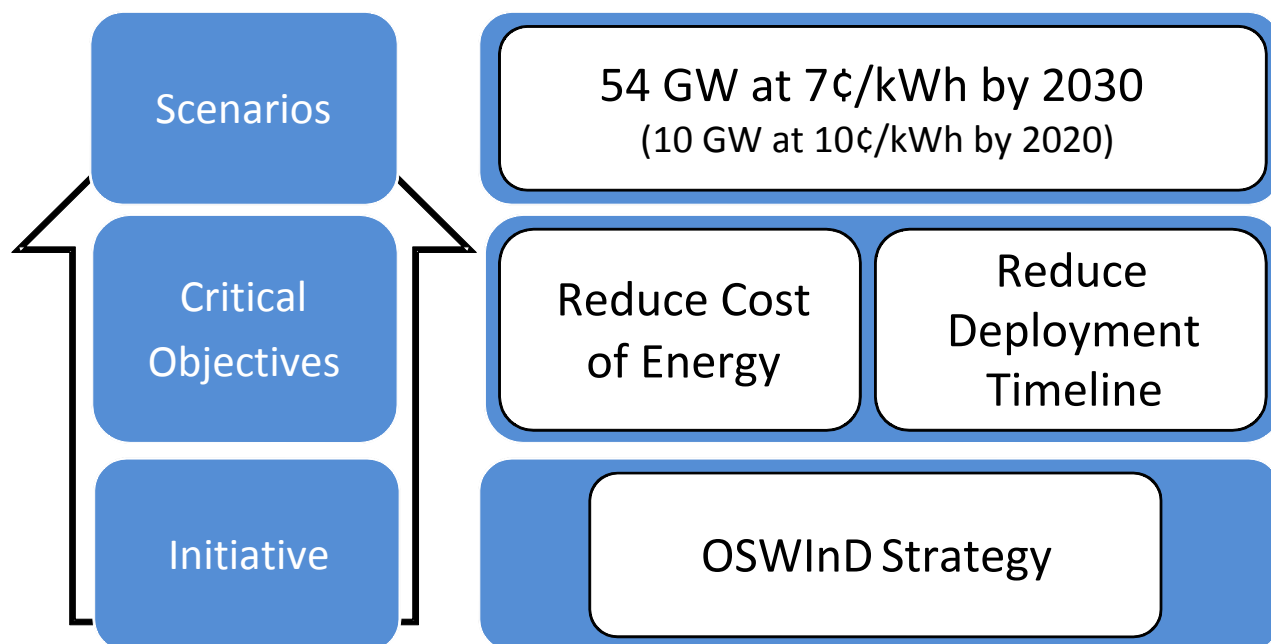 Scenarios
54 GW at 7¢/kWh by 2030
(10 GW at 10¢/kWh by 2020)
Critical
Objectives
Reduce Cost
of Energy
Reduce
Deployment
Timeline
Initiative
OSWInD Strategy